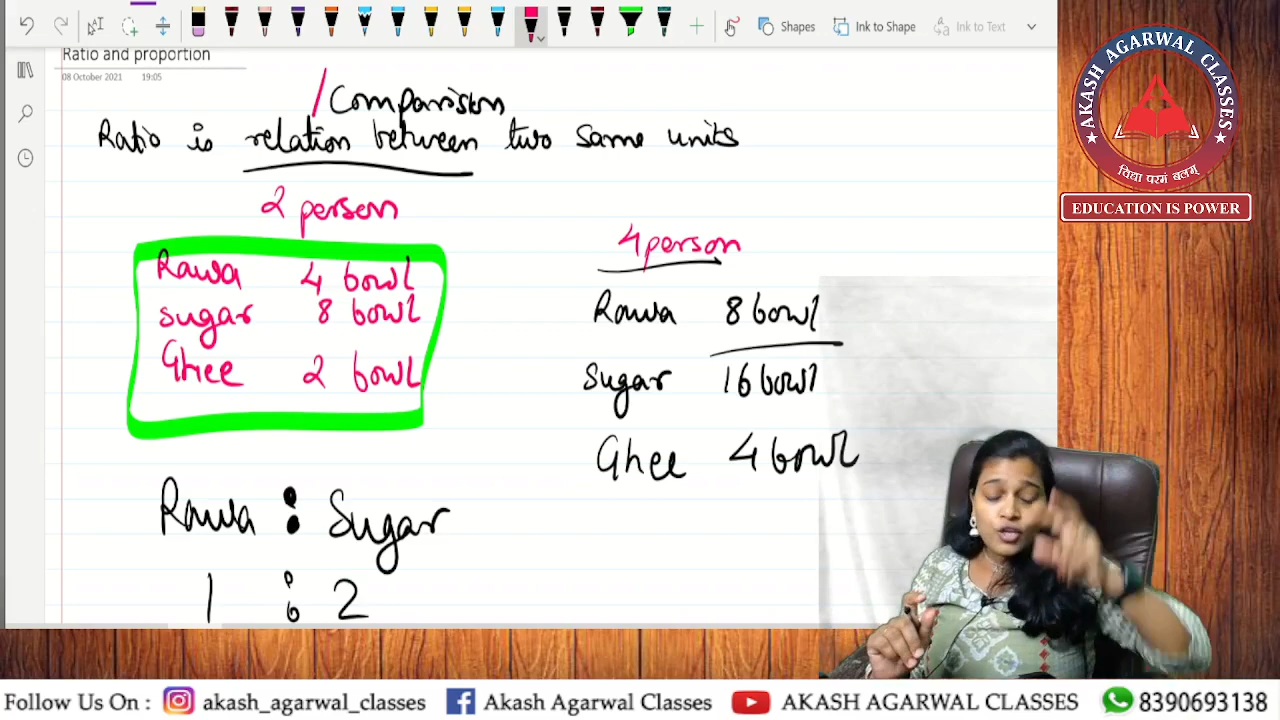 Shapes
Ink to Shape
Ink to Text
Ratio and proportion
08 October 2021 19:05
/ Comparision
Ratio is relation between two same units
2 person
Rawa 4 bowl
sugar 8 bowl
Ghee 2 bowl
4 person
Rawa 8 bowl
Sugar 16 bowl
Ghee 4 bowl
Rawa : Sugar
1 : 2
AKASH AGARWAL CLASSES
विद्या परमं बलम्
EDUCATION IS POWER
Follow Us On : akash_agarwal_classes Akash Agarwal Classes AKASH AGARWAL CLASSES 8390693138